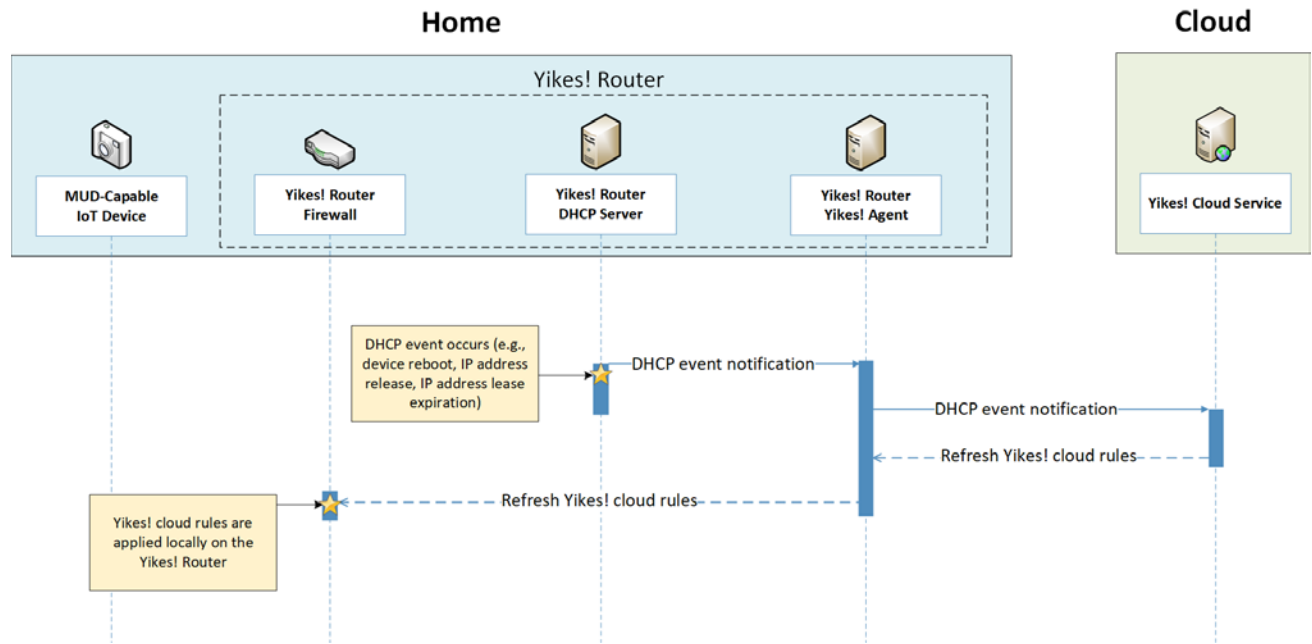 Home
Cloud
Yikes! Router
MUD-Capable
IoT Device
Yikes! Router
Firewall
Yikes! Router
DHCP Server
Yikes! Router
Yikes! Agent
Yikes! Cloud Service
DHCP event occurs (e.g.,
device reboot, IP address
release, IP address lease
expiration)
DHCP event notification
DHCP event notification
Refresh Yikes! cloud rules
Refresh Yikes! cloud rules
Yikes! cloud rules are
applied locally on the
Yikes! Router